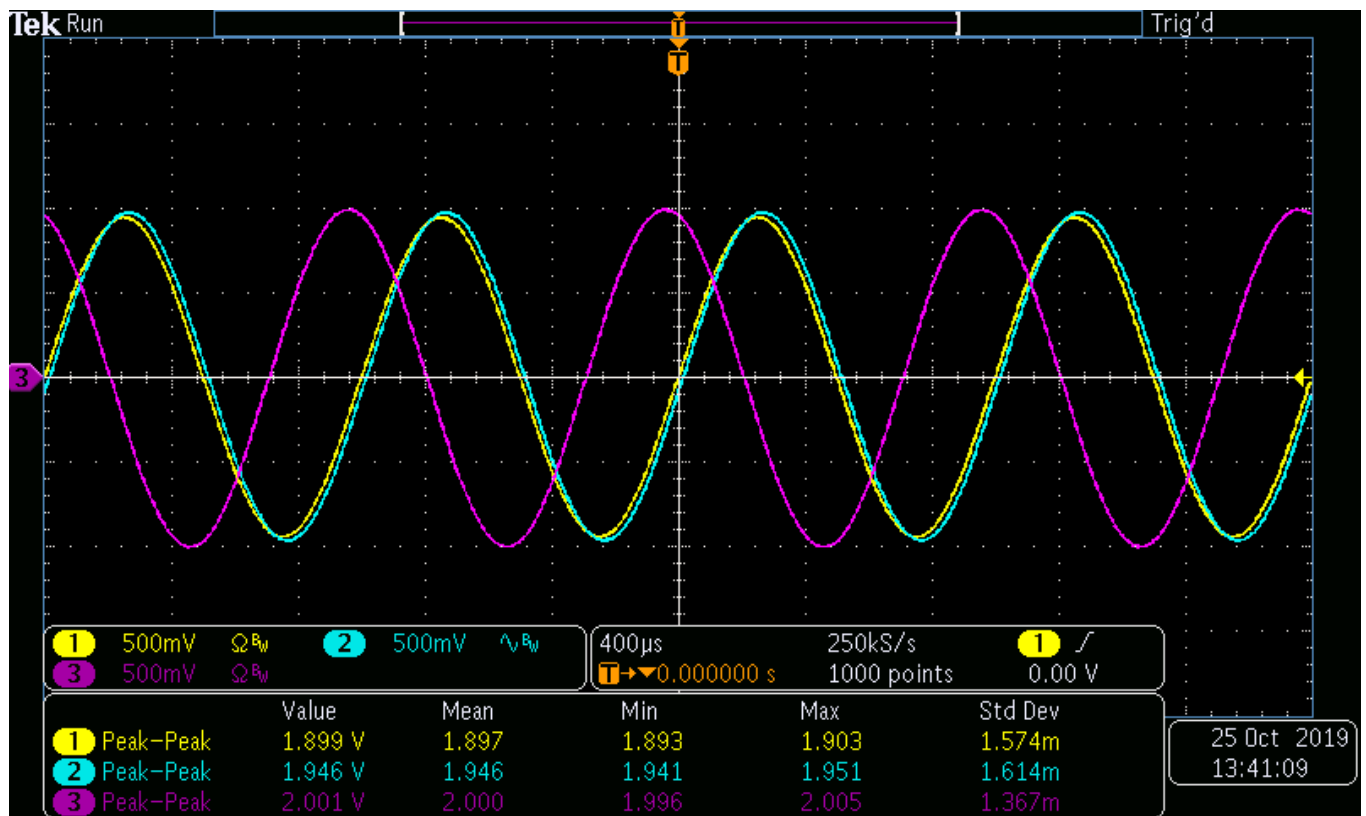 Tek Run Trig'd
T
T
3
1 500mV Ω BW 2 500mV ∿ BW
3 500mV Ω BW
400µs 250kS/s 1 ∫
T→▼0.000000 s 1000 points 0.00 V
Value Mean Min Max Std Dev
1 Peak–Peak 1.899 V 1.897 1.893 1.903 1.574m
2 Peak–Peak 1.946 V 1.946 1.941 1.951 1.614m
3 Peak–Peak 2.001 V 2.000 1.996 2.005 1.367m
25 Oct 2019
13:41:09